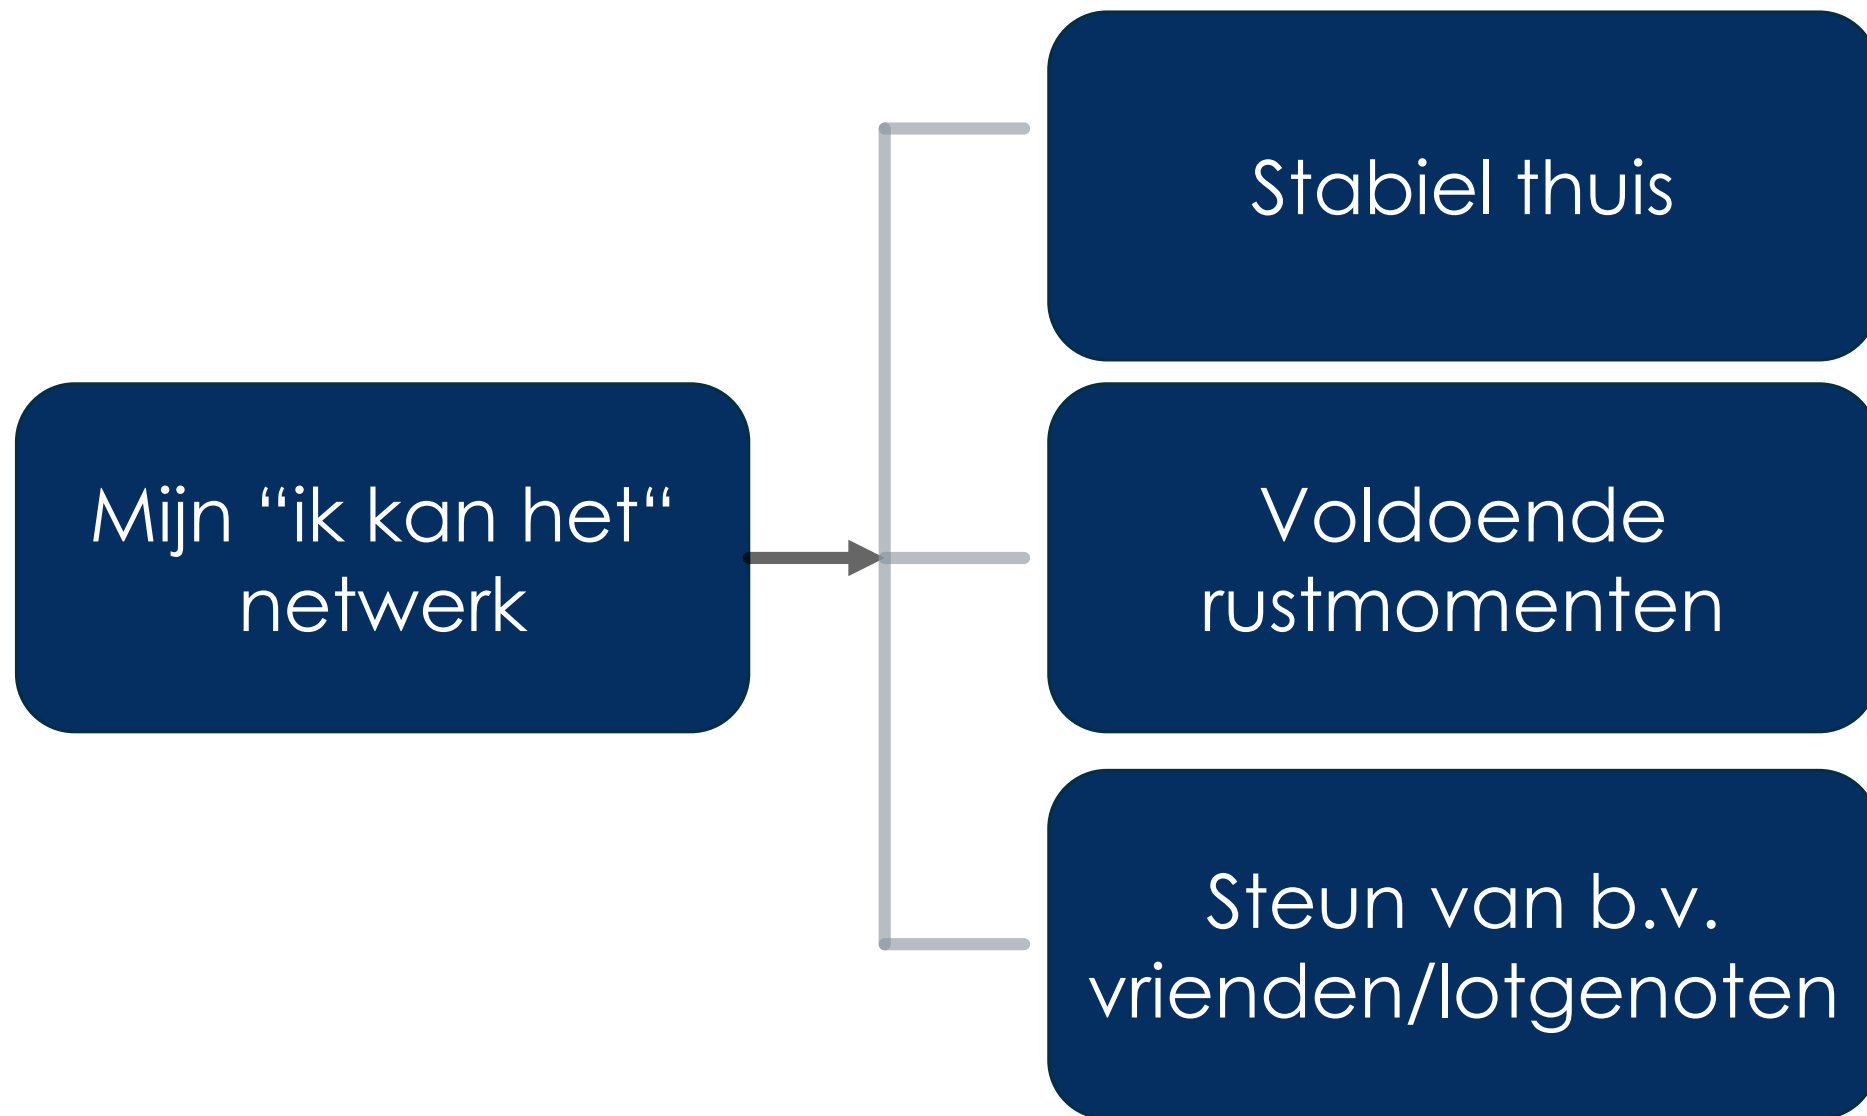 Mijn “ik kan het“
netwerk
Stabiel thuis
Voldoende
rustmomenten
Steun van b.v.
vrienden/lotgenoten